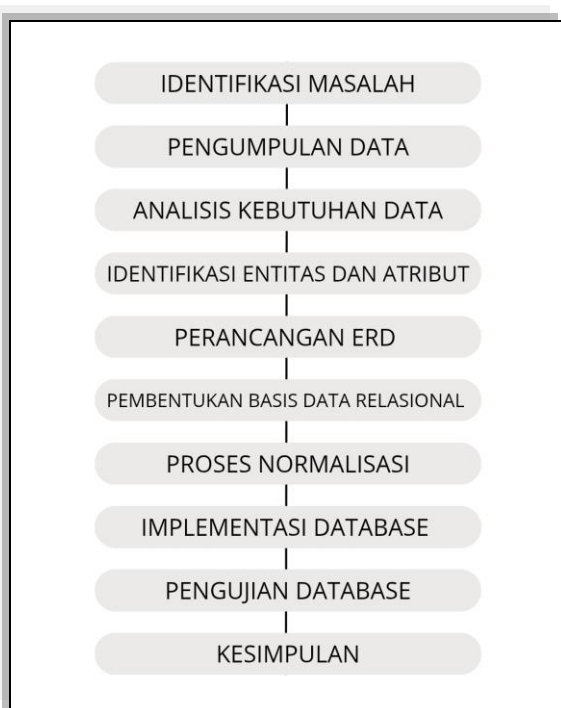 IDENTIFIKASI MASALAH
PENGUMPULAN DATA
ANALISIS KEBUTUHAN DATA
IDENTIFIKASI ENTITAS DAN ATRIBUT
PERANCANGAN ERD
PEMBENTUKAN BASIS DATA RELASIONAL
PROSES NORMALISASI
IMPLEMENTASI DATABASE
PENGUJIAN DATABASE
KESIMPULAN